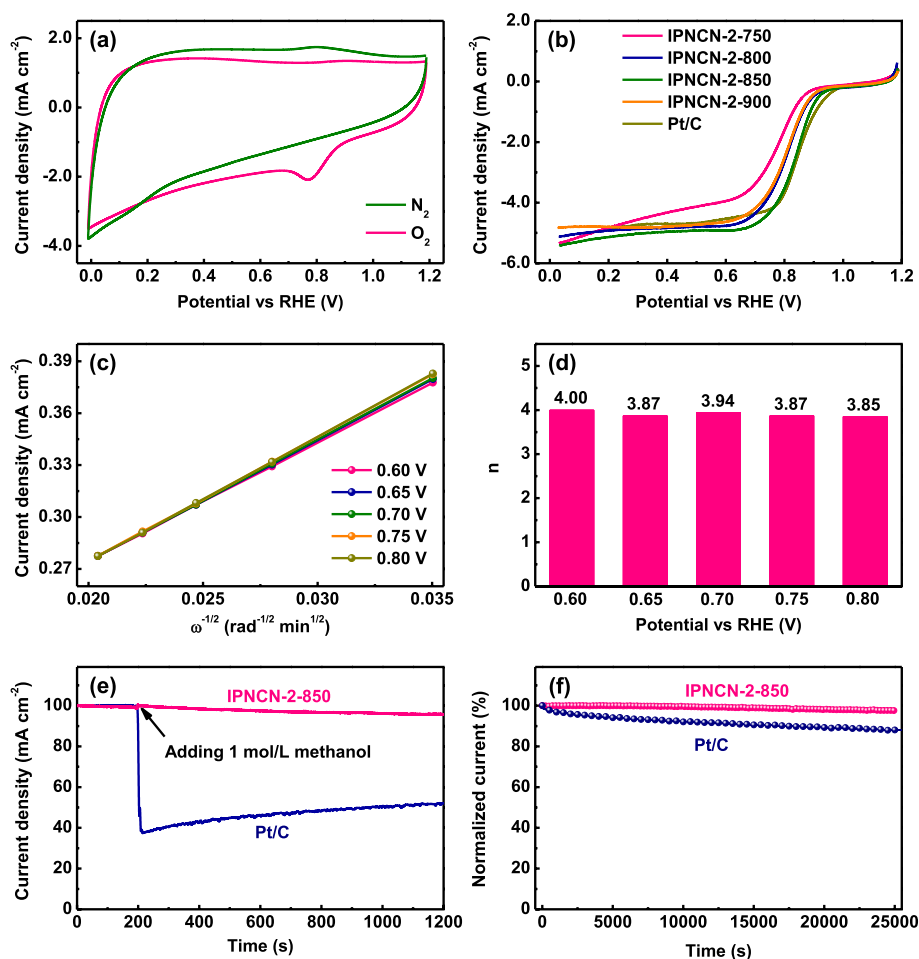 (a)
2.0
0.0
-2.0
-4.0
Current density (mA cm⁻²)
N₂
O₂
0.0 0.2 0.4 0.6 0.8 1.0 1.2
Potential vs RHE (V)
(b)
2.0
0.0
-2.0
-4.0
-6.0
Current density (mA cm⁻²)
IPNCN-2-750
IPNCN-2-800
IPNCN-2-850
IPNCN-2-900
Pt/C
0.0 0.2 0.4 0.6 0.8 1.0 1.2
Potential vs RHE (V)
(c)
0.39
0.36
0.33
0.30
0.27
Current density (mA cm⁻²)
0.60 V
0.65 V
0.70 V
0.75 V
0.80 V
0.020 0.025 0.030 0.035
ω⁻¹/² (rad⁻¹/² min¹/²)
(d)
5
4
3
2
1
0
n
4.00 3.87 3.94 3.87 3.85
0.60 0.65 0.70 0.75 0.80
Potential vs RHE (V)
(e)
100
80
60
40
20
0
Current density (mA cm⁻²)
IPNCN-2-850
Adding 1 mol/L methanol
Pt/C
0 200 400 600 800 1000 1200
Time (s)
(f)
100
80
60
40
20
0
Normalized current (%)
IPNCN-2-850
Pt/C
0 5000 10000 15000 20000 25000
Time (s)